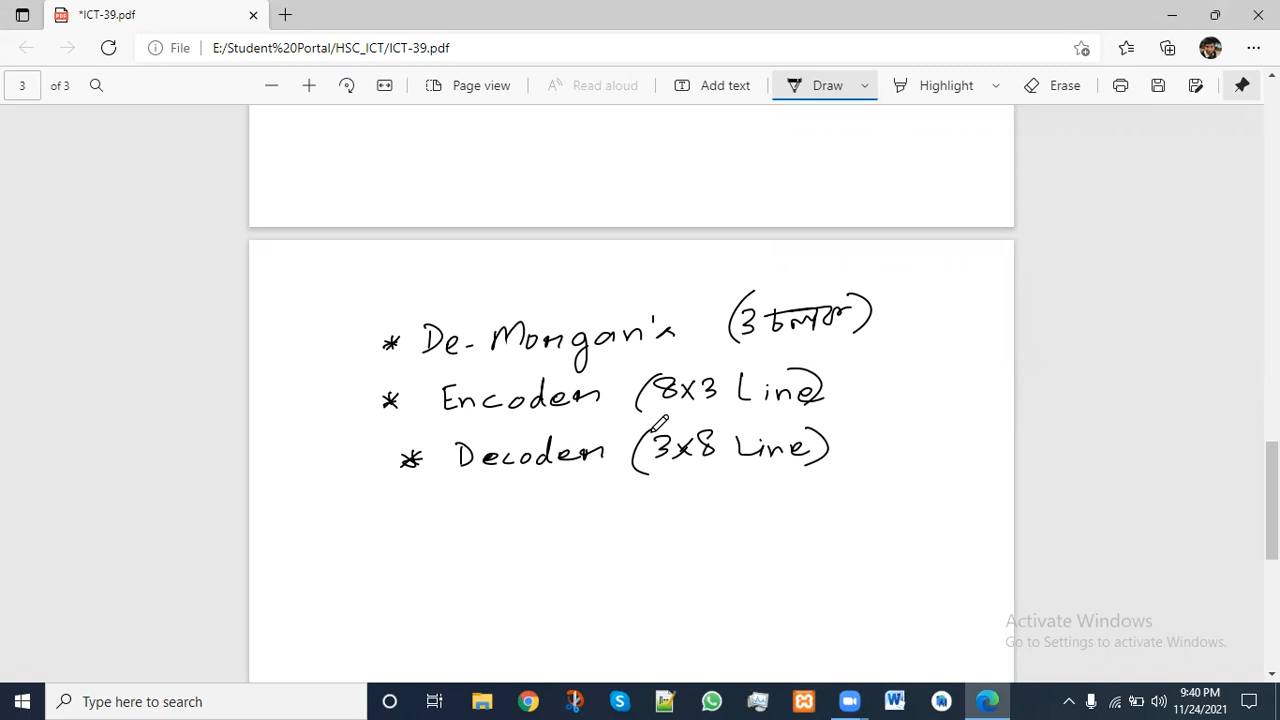 *ICT-39.pdf
File E:/Student%20Portal/HSC_ICT/ICT-39.pdf
3 of 3 Page view Read aloud Add text Draw Highlight Erase
* De-Morgan's (3 চলক)
* Encoder (8x3 Line)
* Decoder (3x8 Line)
Activate Windows
Go to Settings to activate Windows.
Type here to search
9:40 PM
11/24/2021